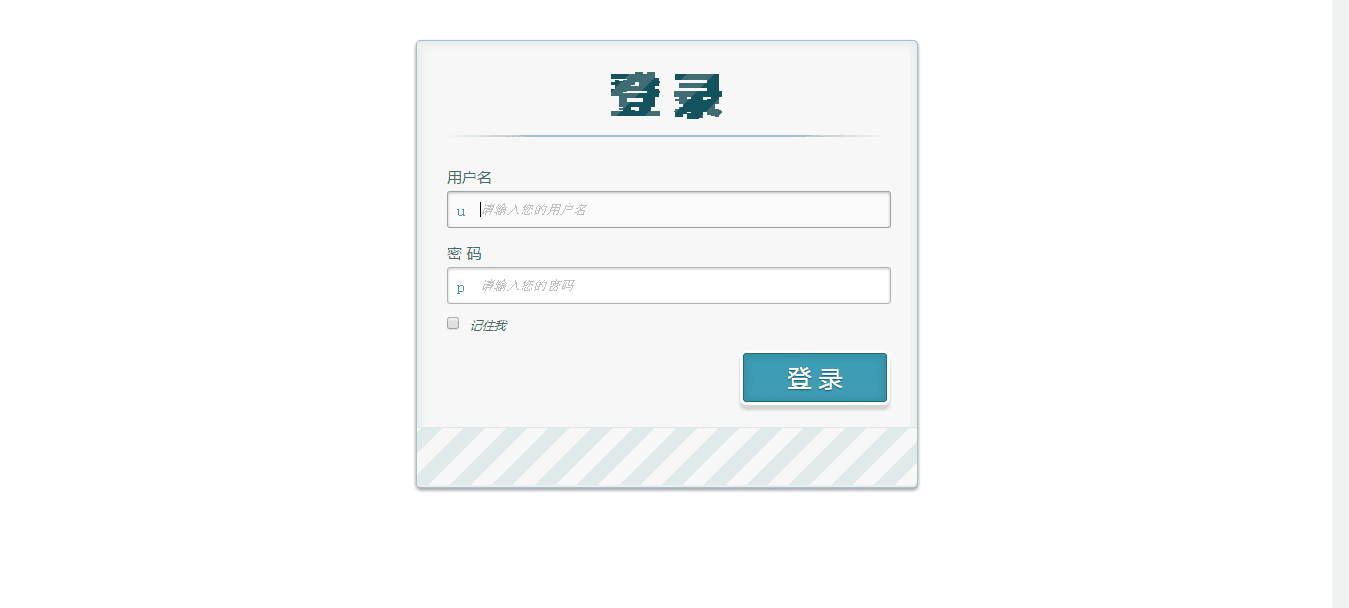 登 录
用户名
u 请输入您的用户名
密 码
p 请输入您的密码
记住我
登 录